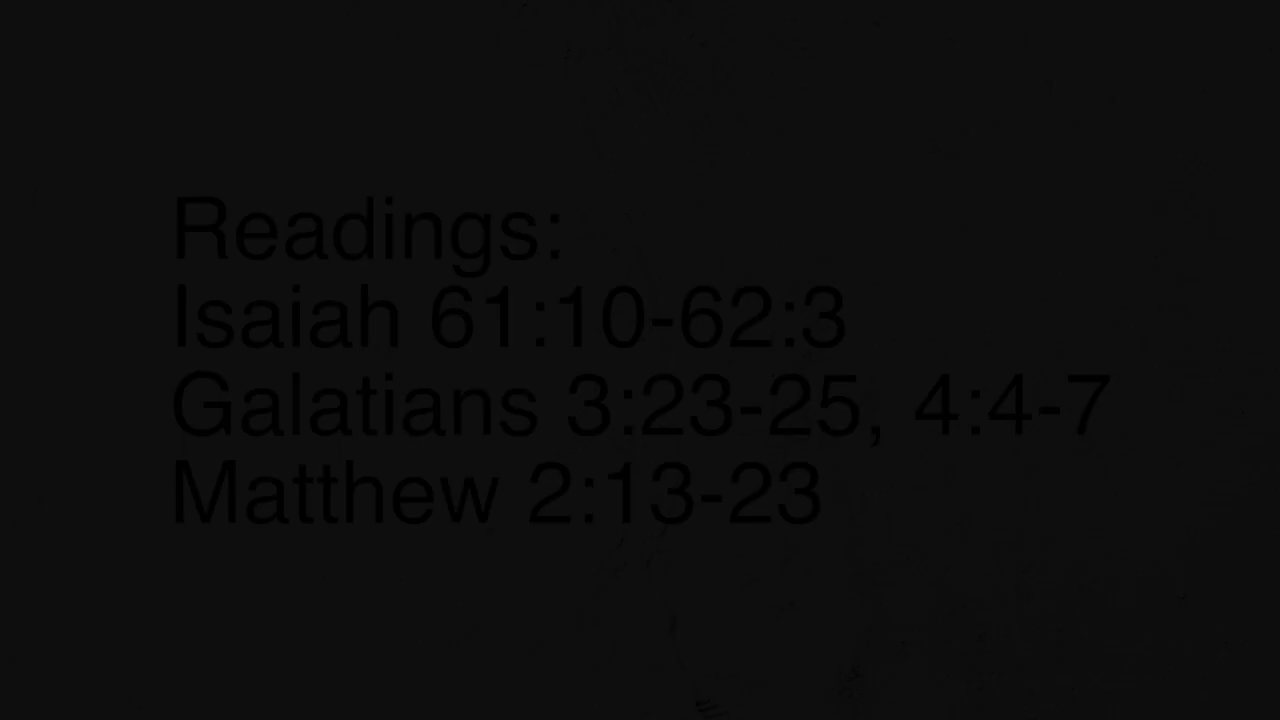 Readings:
Isaiah 61:10-62:3
Galatians 3:23-25, 4:4-7
Matthew 2:13-23